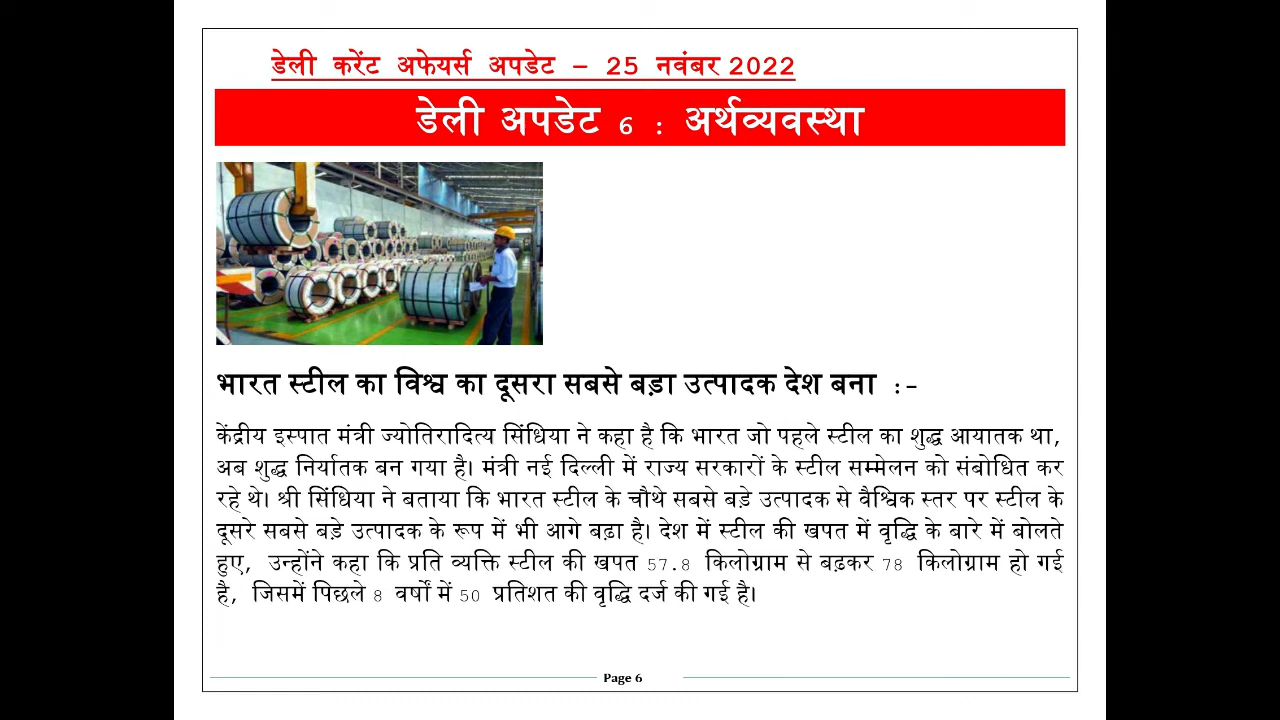 डेली करेंट अफेयर्स अपडेट – 25 नवंबर 2022
डेली अपडेट 6 : अर्थव्यवस्था
भारत स्टील का विश्व का दूसरा सबसे बड़ा उत्पादक देश बना :-
केंद्रीय इस्पात मंत्री ज्योतिरादित्य सिंधिया ने कहा है कि भारत जो पहले स्टील का शुद्ध आयातक था,
अब शुद्ध निर्यातक बन गया है। मंत्री नई दिल्ली में राज्य सरकारों के स्टील सम्मेलन को संबोधित कर
रहे थे। श्री सिंधिया ने बताया कि भारत स्टील के चौथे सबसे बड़े उत्पादक से वैश्विक स्तर पर स्टील के
दूसरे सबसे बड़े उत्पादक के रूप में भी आगे बढ़ा है। देश में स्टील की खपत में वृद्धि के बारे में बोलते
हुए, उन्होंने कहा कि प्रति व्यक्ति स्टील की खपत 57.8 किलोग्राम से बढ़कर 78 किलोग्राम हो गई
है, जिसमें पिछले 8 वर्षों में 50 प्रतिशत की वृद्धि दर्ज की गई है।
Page 6